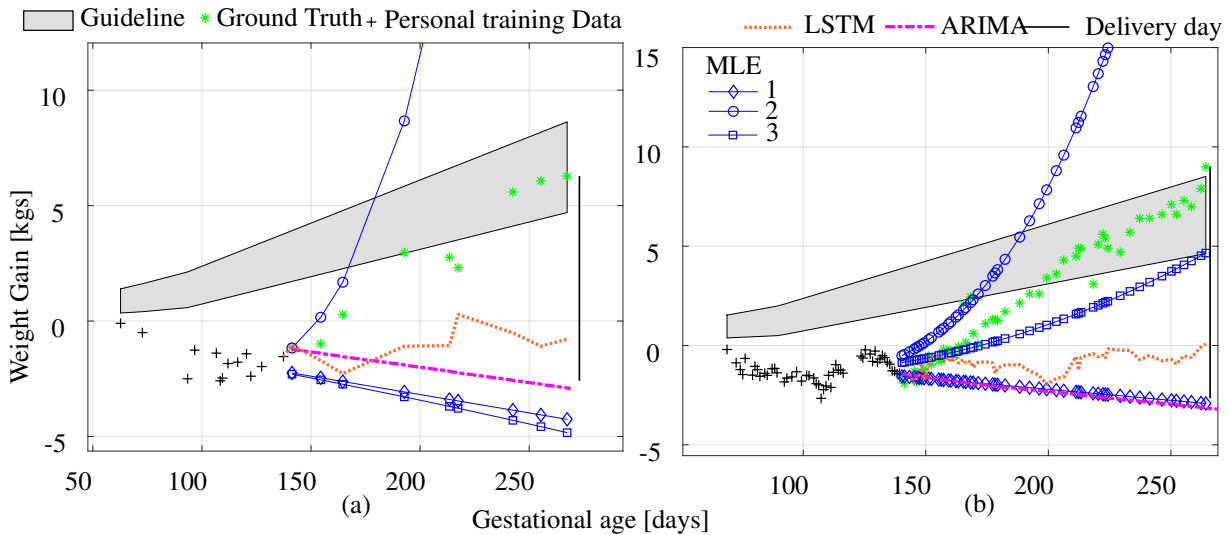 Guideline * Ground Truth + Personal training Data LSTM ARIMA Delivery day
MLE
1
2
3
Weight Gain [kgs]
10
5
0
-5
50 100 150 200 250
(a)
15
10
5
0
-5
100 150 200 250
(b)
Gestational age [days]